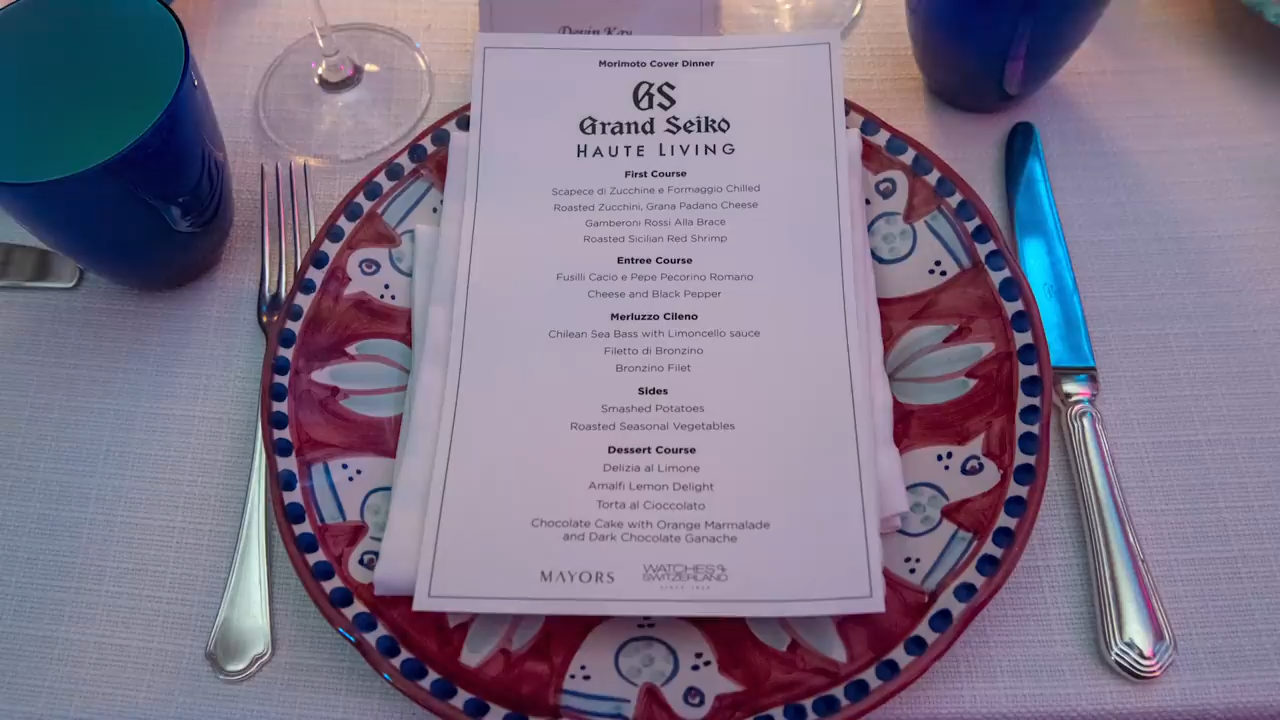 Devin Kay
Morimoto Cover Dinner
GS
Grand Seiko
HAUTE LIVING
First Course
Scapece di Zucchine e Formaggio Chilled
Roasted Zucchini, Grana Padano Cheese
Gamberoni Rossi Alla Brace
Roasted Sicilian Red Shrimp
Entree Course
Fusilli Cacio e Pepe Pecorino Romano
Cheese and Black Pepper
Merluzzo Cileno
Chilean Sea Bass with Limoncello sauce
Filetto di Bronzino
Bronzino Filet
Sides
Smashed Potatoes
Roasted Seasonal Vegetables
Dessert Course
Delizia al Limone
Amalfi Lemon Delight
Torta al Cioccolato
Chocolate Cake with Orange Marmalade
and Dark Chocolate Ganache
MAYORS
WATCHES OF
SWITZERLAND